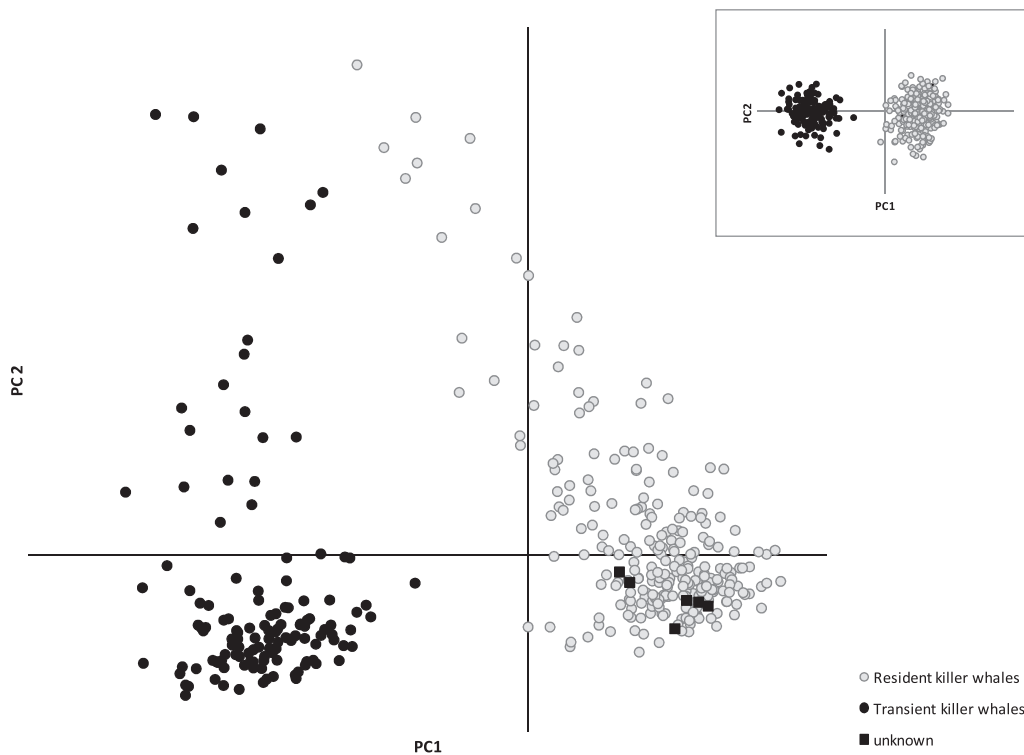 PC2
PC1
PC 2
PC1
Resident killer whales
Transient killer whales
unknown